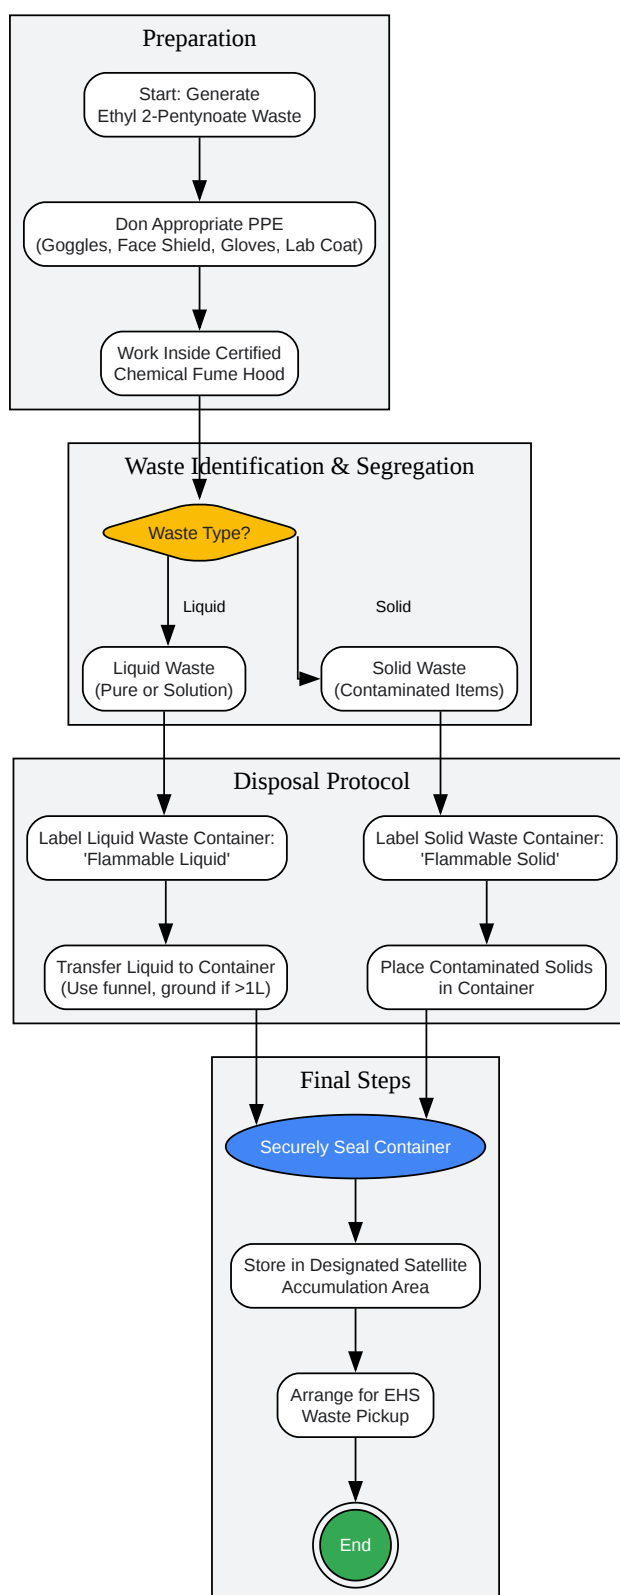 Preparation
Start: Generate
Ethyl 2-Pentynoate Waste
Don Appropriate PPE
(Goggles, Face Shield, Gloves, Lab Coat)
Work Inside Certified
Chemical Fume Hood
Waste Identification & Segregation
Waste Type?
Liquid
Solid
Liquid Waste
(Pure or Solution)
Solid Waste
(Contaminated Items)
Disposal Protocol
Label Liquid Waste Container:
'Flammable Liquid'
Label Solid Waste Container:
'Flammable Solid'
Transfer Liquid to Container
(Use funnel, ground if >1L)
Place Contaminated Solids
in Container
Final Steps
Securely Seal Container
Store in Designated Satellite
Accumulation Area
Arrange for EHS
Waste Pickup
End